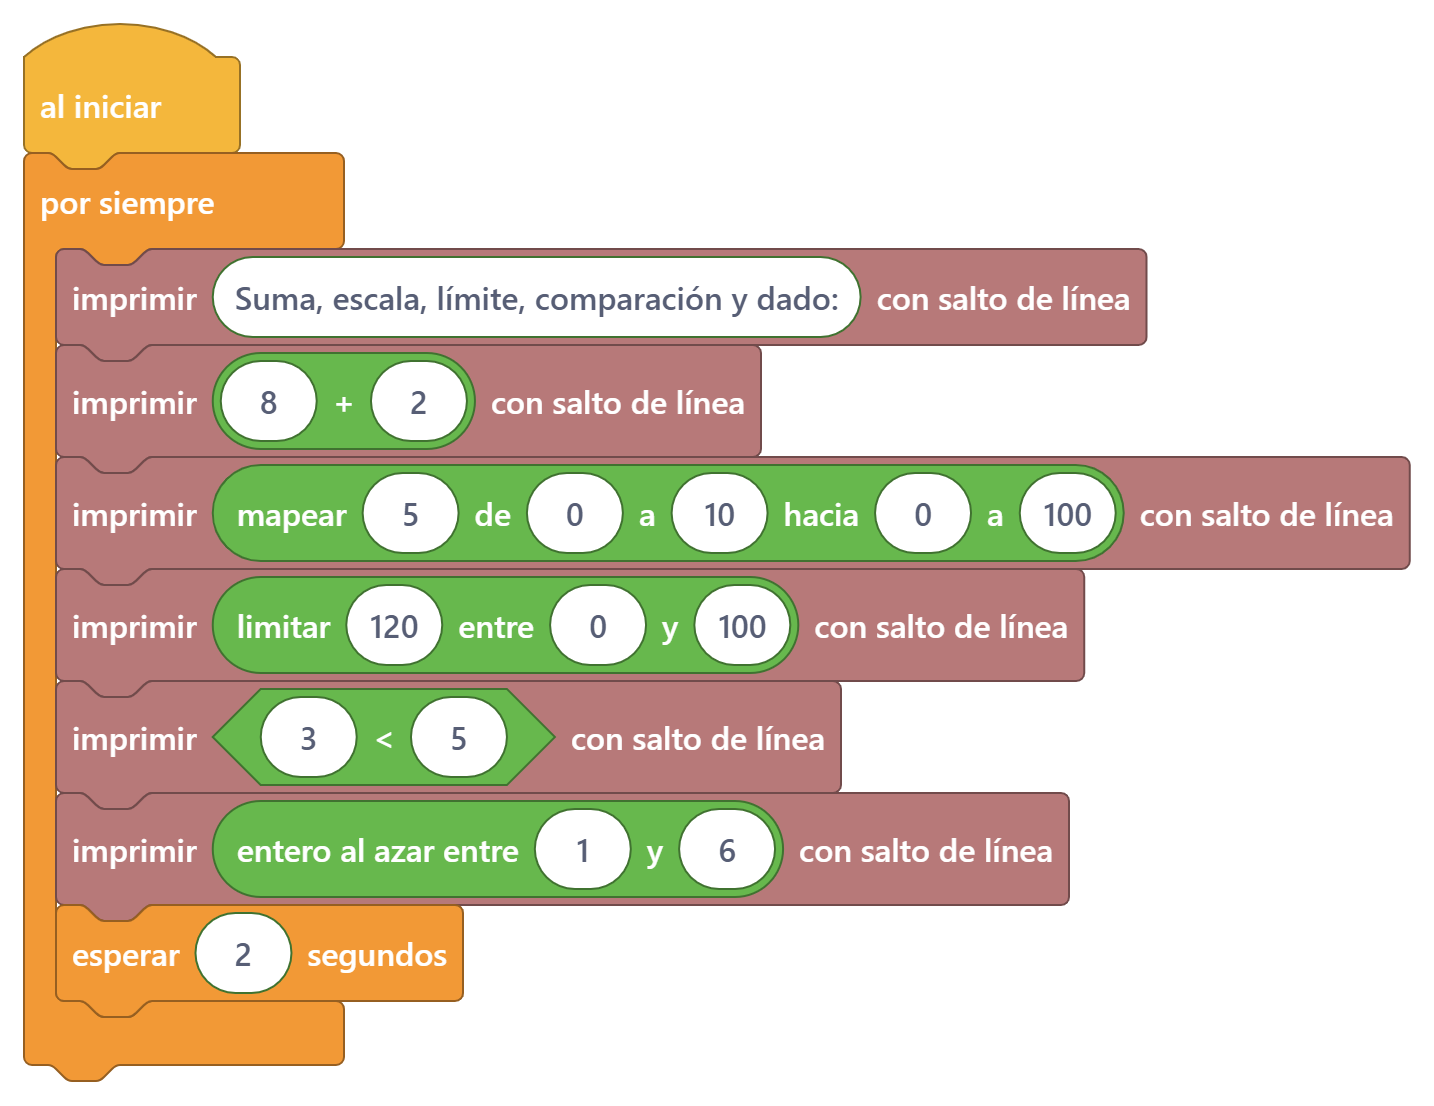 al iniciar
por siempre
imprimir Suma, escala, límite, comparación y dado: con salto de línea
imprimir 8 + 2 con salto de línea
imprimir mapear 5 de 0 a 10 hacia 0 a 100 con salto de línea
imprimir limitar 120 entre 0 y 100 con salto de línea
imprimir 3 < 5 con salto de línea
imprimir entero al azar entre 1 y 6 con salto de línea
esperar 2 segundos